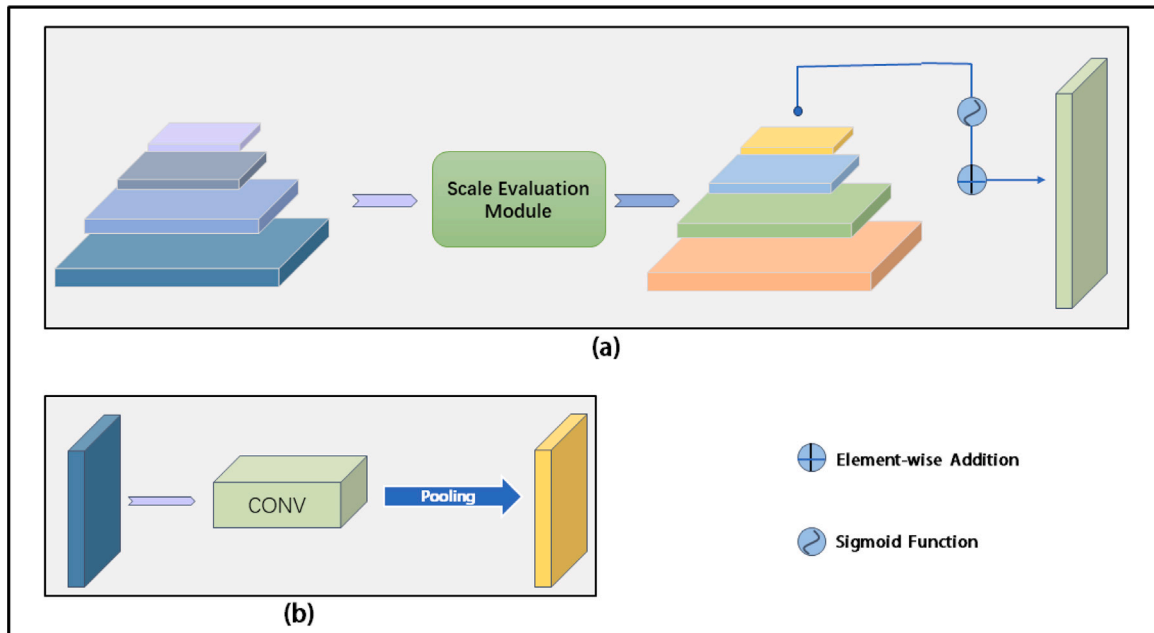 Scale Evaluation
Module
(a)
CONV
Pooling
(b)
Element-wise Addition
Sigmoid Function